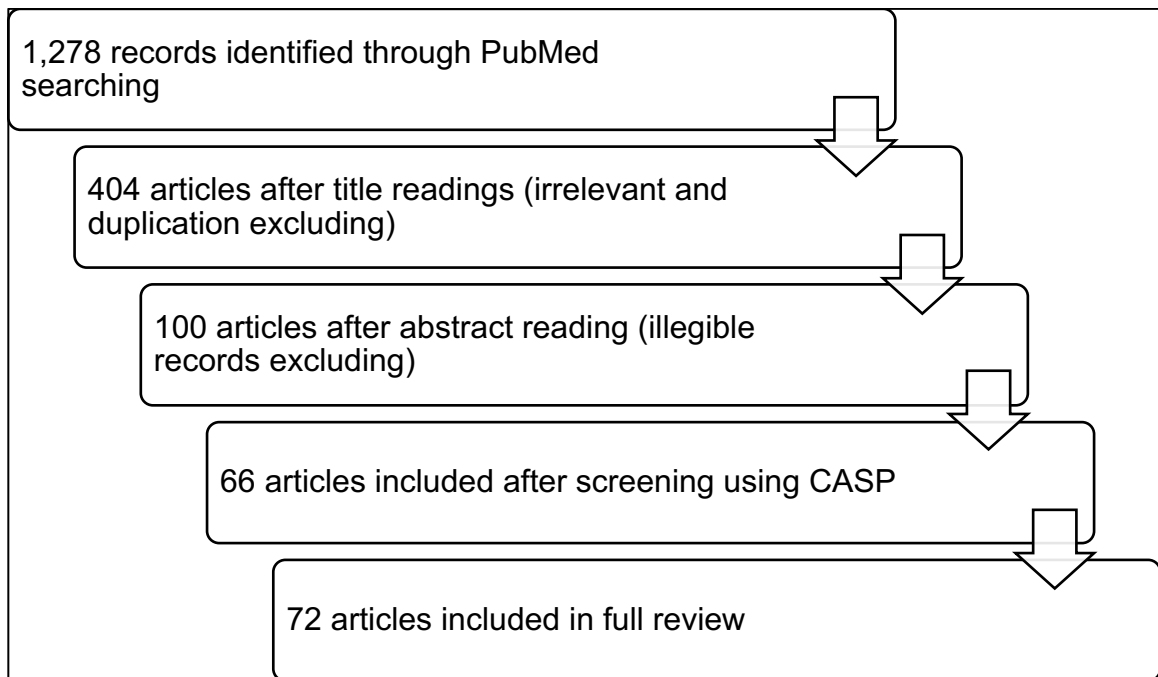 1,278 records identified through PubMed
searching
404 articles after title readings (irrelevant and
duplication excluding)
100 articles after abstract reading (illegible
records excluding)
66 articles included after screening using CASP
72 articles included in full review